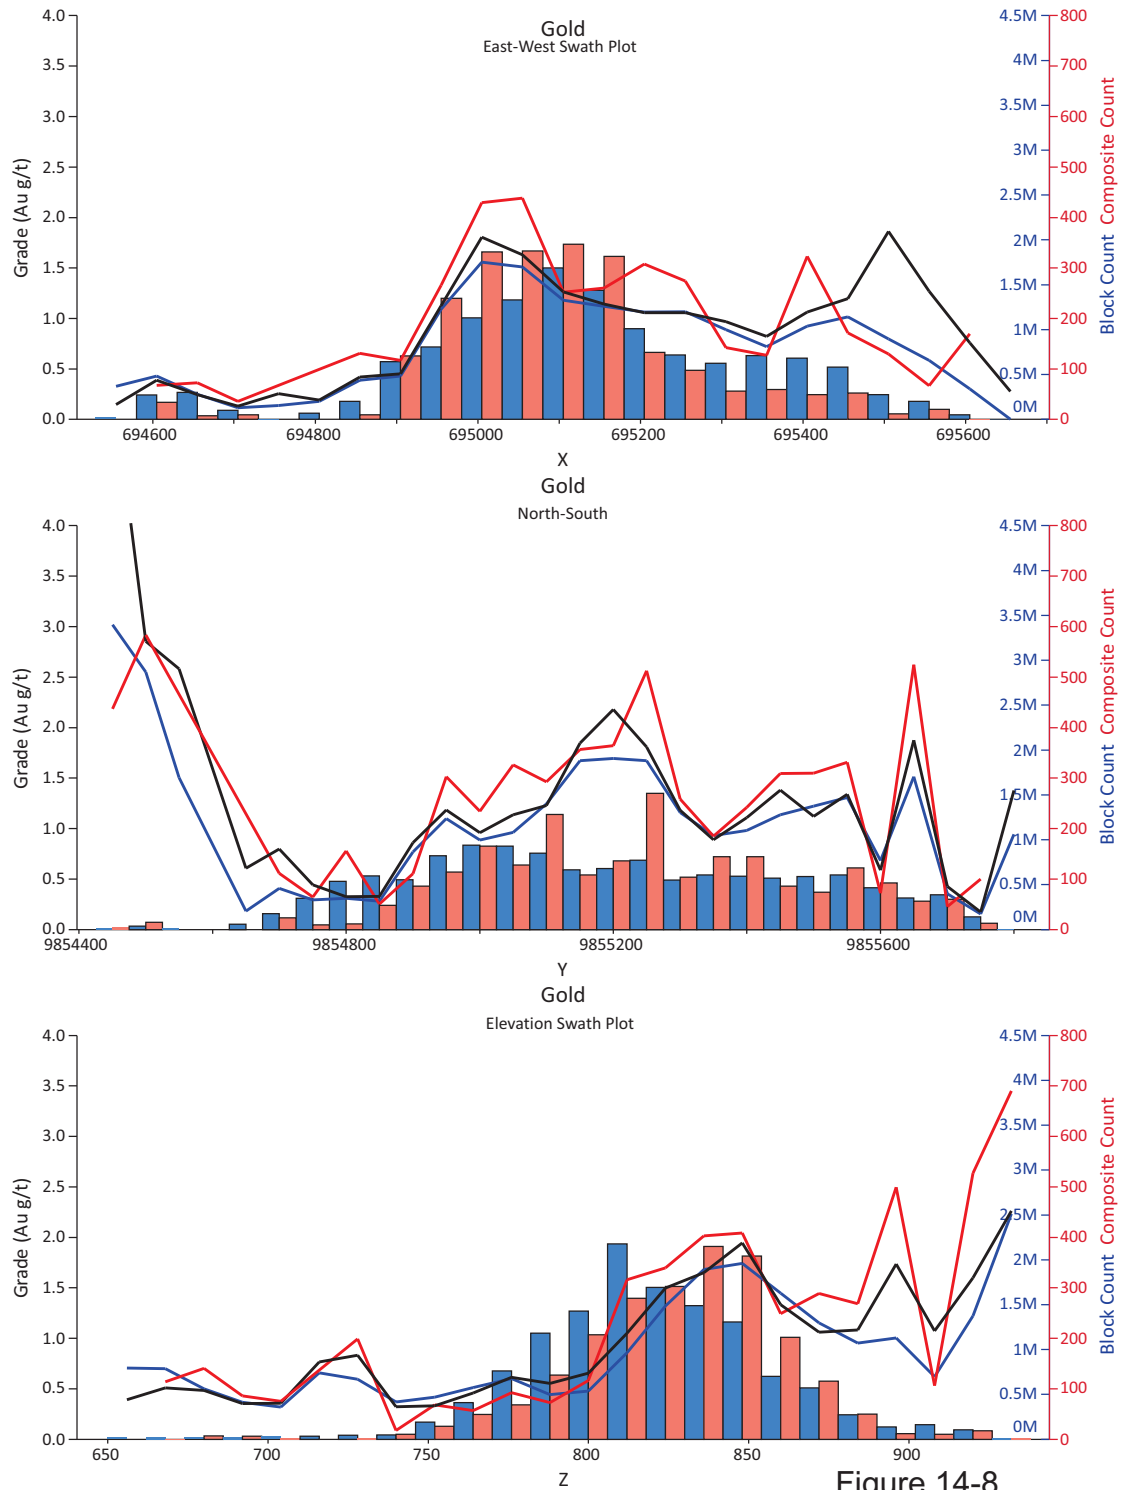 Gold
East-West Swath Plot
4.0
3.5
3.0
2.5
2.0
1.5
1.0
0.5
0.0
Grade (Au g/t)
694600 694800 695000 695200 695400 695600
X
4.5M
4M
3.5M
3M
2.5M
2M
1.5M
1M
0.5M
0M
Block Count
800
700
600
500
400
300
200
100
0
Composite Count
Gold
North-South
4.0
3.5
3.0
2.5
2.0
1.5
1.0
0.5
0.0
Grade (Au g/t)
9854400 9854800 9855200 9855600
Y
4.5M
4M
3.5M
3M
2.5M
2M
1.5M
1M
0.5M
0M
Block Count
800
700
600
500
400
300
200
100
0
Composite Count
Gold
Elevation Swath Plot
4.0
3.5
3.0
2.5
2.0
1.5
1.0
0.5
0.0
Grade (Au g/t)
650 700 750 800 850 900
Z
4.5M
4M
3.5M
3M
2.5M
2M
1.5M
1M
0.5M
0M
Block Count
800
700
600
500
400
300
200
100
0
Composite Count
Figure 14-8